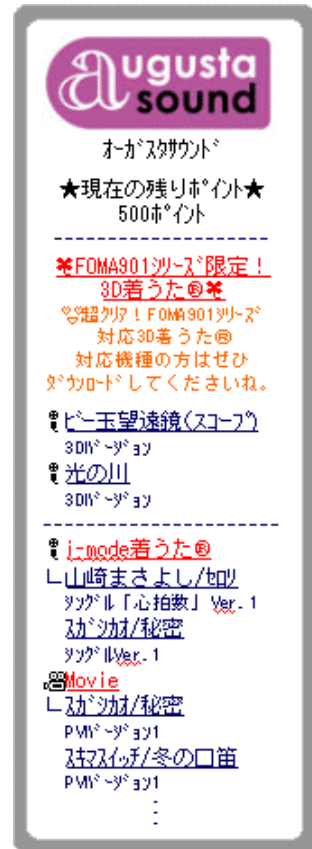 augusta
sound
ｵｰｶﾞｽﾀｻｳﾝﾄﾞ
★現在の残りﾎﾟｲﾝﾄ★
500ﾎﾟｲﾝﾄ
FOMA901ｼﾘｰｽﾞ限定！
3D着うた®
超ｸﾘｱ！FOMA901ｼﾘｰｽﾞ
対応3D着うた®
対応機種の方はぜひ
ﾀﾞｳﾝﾛｰﾄﾞしてくださいね。
ﾋﾞｰ玉望遠鏡(ｽｺｰﾌﾟ)
3Dﾊﾞｰｼﾞｮﾝ
光の川
3Dﾊﾞｰｼﾞｮﾝ
i-mode着うた®
山崎まさよし/ｾﾛﾘ
ｼﾝｸﾞﾙ「心拍数」Ver.1
ｽｶﾞｼｶｵ/秘密
ｼﾝｸﾞﾙVer.1
Movie
ｽｶﾞｼｶｵ/秘密
PVﾊﾞｰｼﾞｮﾝ1
ｽｷﾏｽｲｯﾁ/冬の口笛
PVﾊﾞｰｼﾞｮﾝ1